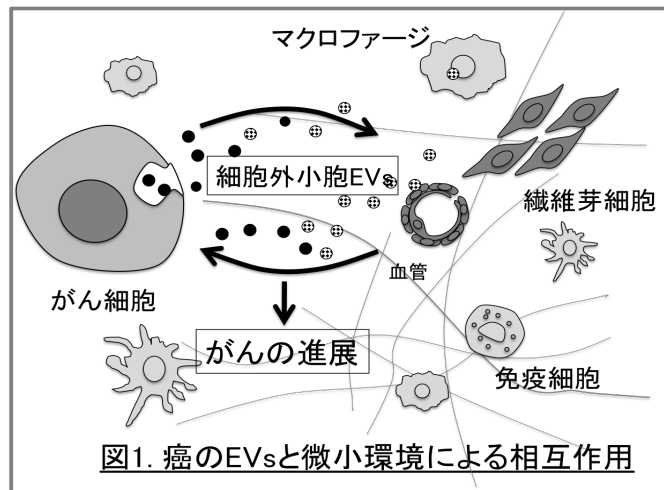 マクロファージ
細胞外小胞EVs
繊維芽細胞
血管
がん細胞
がんの進展
免疫細胞
図1. 癌のEVsと微小環境による相互作用